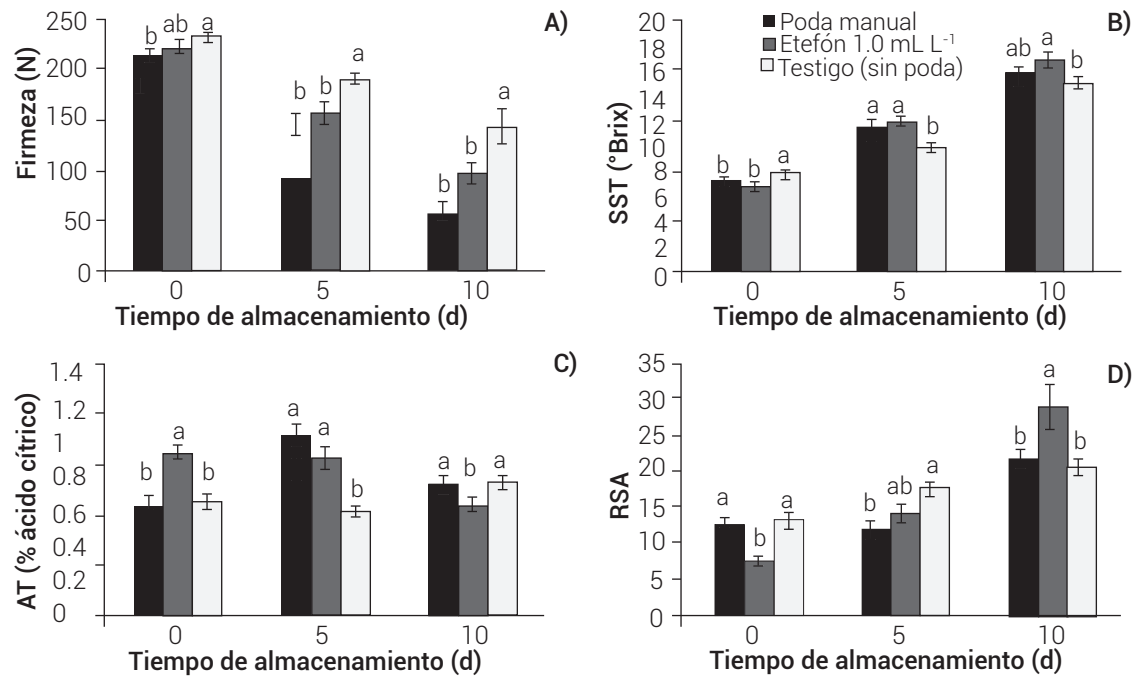 A)
Firmeza (N)
250
200
150
100
50
0
b ab a
b b a
b b a
0 5 10
Tiempo de almacenamiento (d)
B)
Poda manual
Etefón 1.0 mL L-1
Testigo (sin poda)
SST (°Brix)
20
18
16
14
12
10
8
6
4
2
0
b b a
a a b
ab a b
0 5 10
Tiempo de almacenamiento (d)
C)
AT (% ácido cítrico)
1.4
1.2
1
0.8
0.6
0.4
0.2
0
b a b
a a b
a b a
0 5 10
Tiempo de almacenamiento (d)
D)
RSA
35
30
25
20
15
10
5
0
a b a
b ab a
b a b
0 5 10
Tiempo de almacenamiento (d)